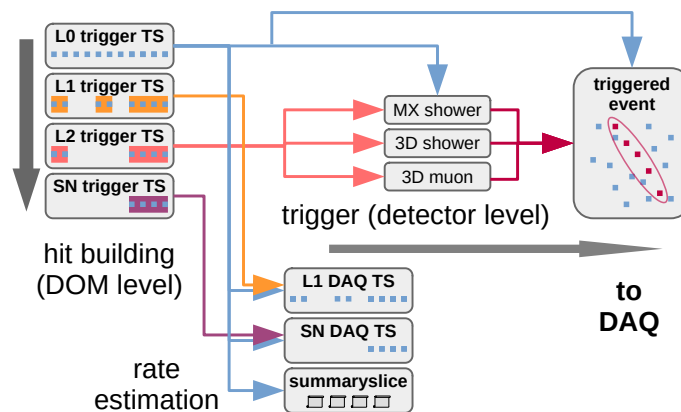 L0 trigger TS
L1 trigger TS
L2 trigger TS
SN trigger TS
hit building
(DOM level)
MX shower
3D shower
3D muon
trigger (detector level)
triggered
event
to
DAQ
L1 DAQ TS
SN DAQ TS
summaryslice
rate
estimation